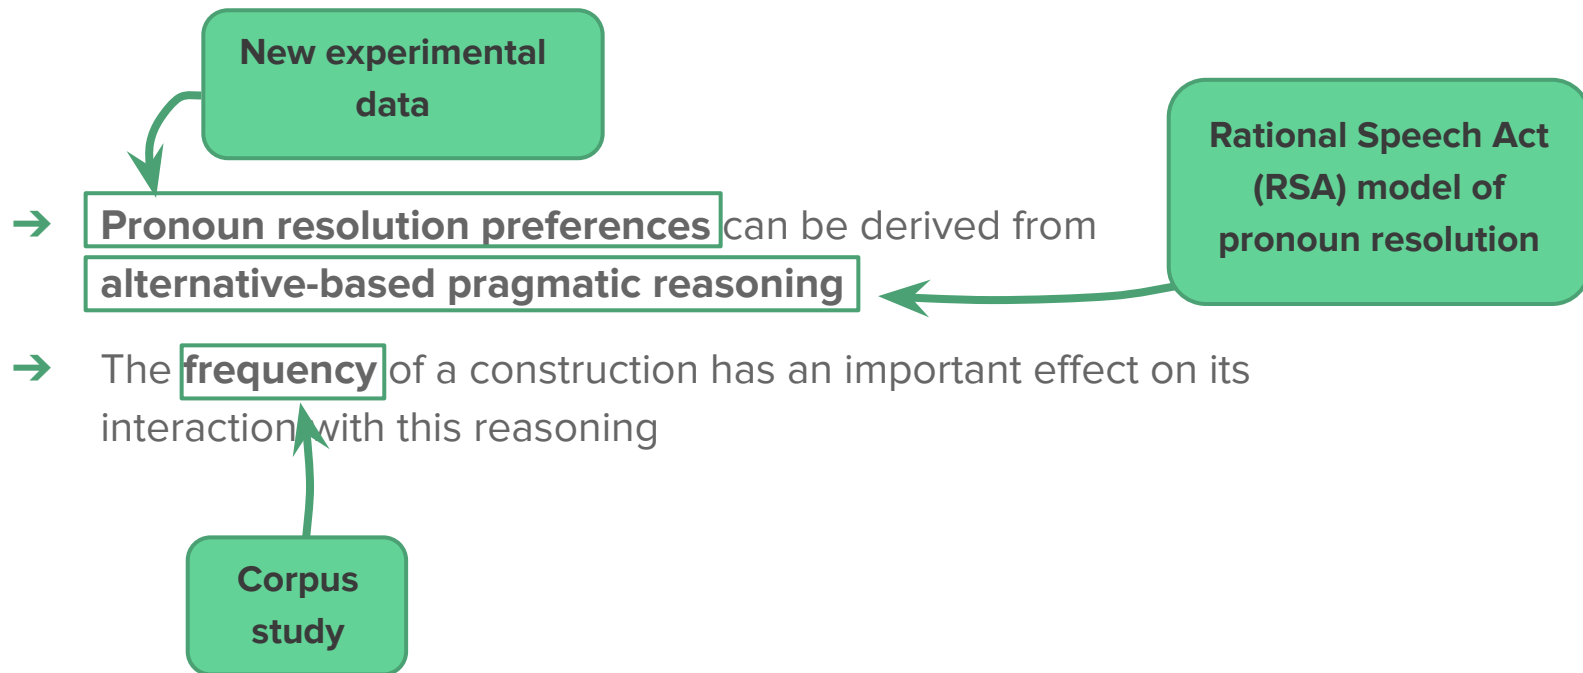 New experimental
data
Rational Speech Act
(RSA) model of
pronoun resolution
➔ Pronoun resolution preferences can be derived from
alternative-based pragmatic reasoning
➔ The frequency of a construction has an important effect on its
interaction with this reasoning
Corpus
study